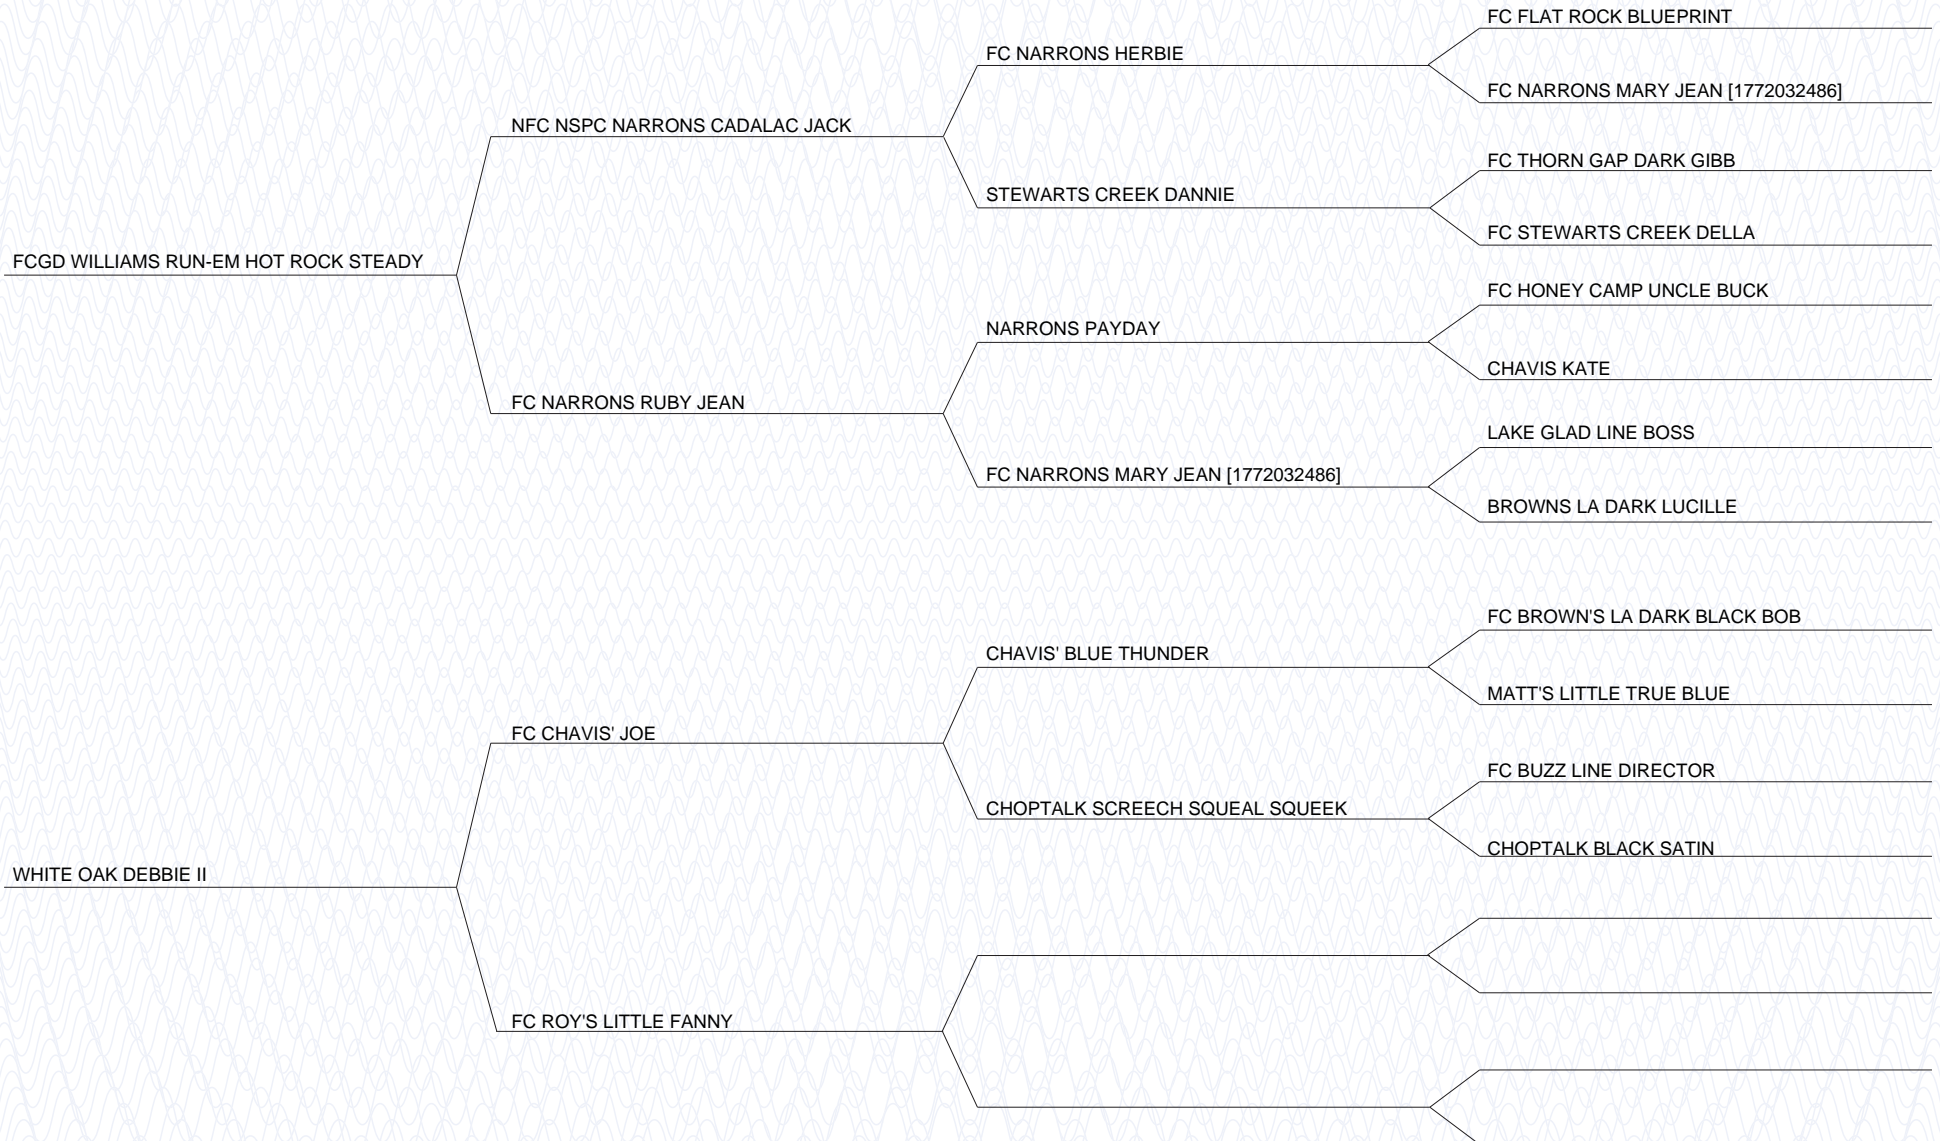 FC FLAT ROCK BLUEPRINT
FC NARRONS HERBIE
FC NARRONS MARY JEAN [1772032486]
NFC NSPC NARRONS CADALAC JACK
FC THORN GAP DARK GIBB
STEWARTS CREEK DANNIE
FC STEWARTS CREEK DELLA
FCGD WILLIAMS RUN-EM HOT ROCK STEADY
FC HONEY CAMP UNCLE BUCK
NARRONS PAYDAY
CHAVIS KATE
FC NARRONS RUBY JEAN
LAKE GLAD LINE BOSS
FC NARRONS MARY JEAN [1772032486]
BROWNS LA DARK LUCILLE
FC BROWN'S LA DARK BLACK BOB
CHAVIS' BLUE THUNDER
MATT'S LITTLE TRUE BLUE
FC CHAVIS' JOE
FC BUZZ LINE DIRECTOR
CHOPTALK SCREECH SQUEAL SQUEEK
CHOPTALK BLACK SATIN
WHITE OAK DEBBIE II
FC ROY'S LITTLE FANNY